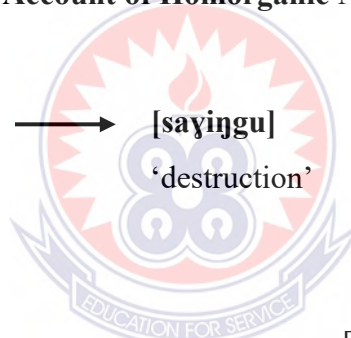 Account of Homorganic
⟶ [saɣiŋgu]
‘destruction’
EDUCATION FOR SERVICE